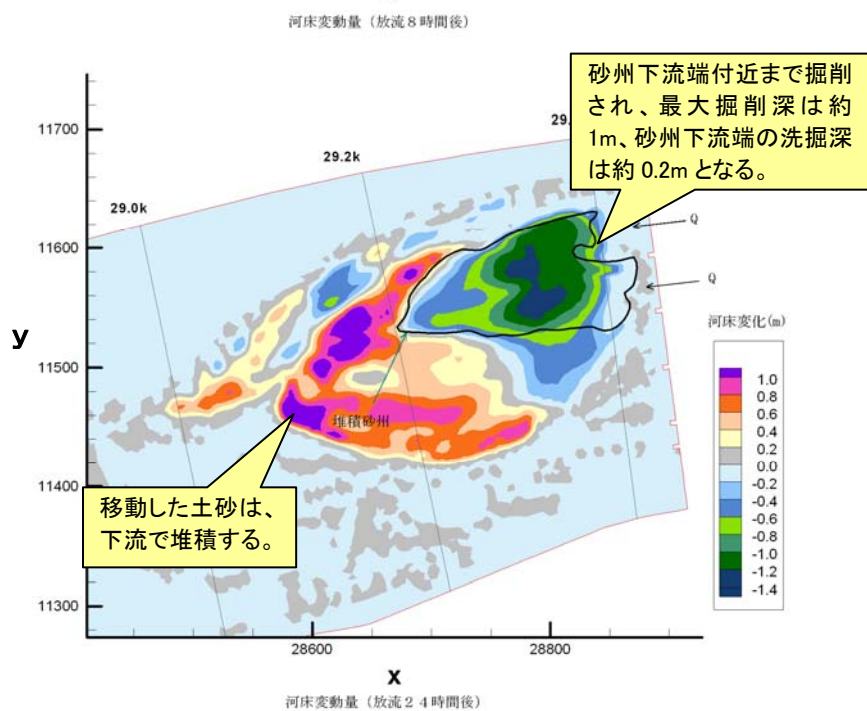 河床変動量（放流８時間後）
砂州下流端付近まで掘削
され、最大掘削深は約
1m、砂州下流端の洗掘深
は約 0.2m となる。
29.
29.2k
29.0k
11700
11600
11500
11400
11300
y
Q
Q
河床変化(m)
1.0
0.8
0.6
0.4
0.2
0.0
-0.2
-0.4
-0.6
-0.8
-1.0
-1.2
-1.4
堆積砂州
移動した土砂は、
下流で堆積する。
28600
28800
x
河床変動量（放流２４時間後）